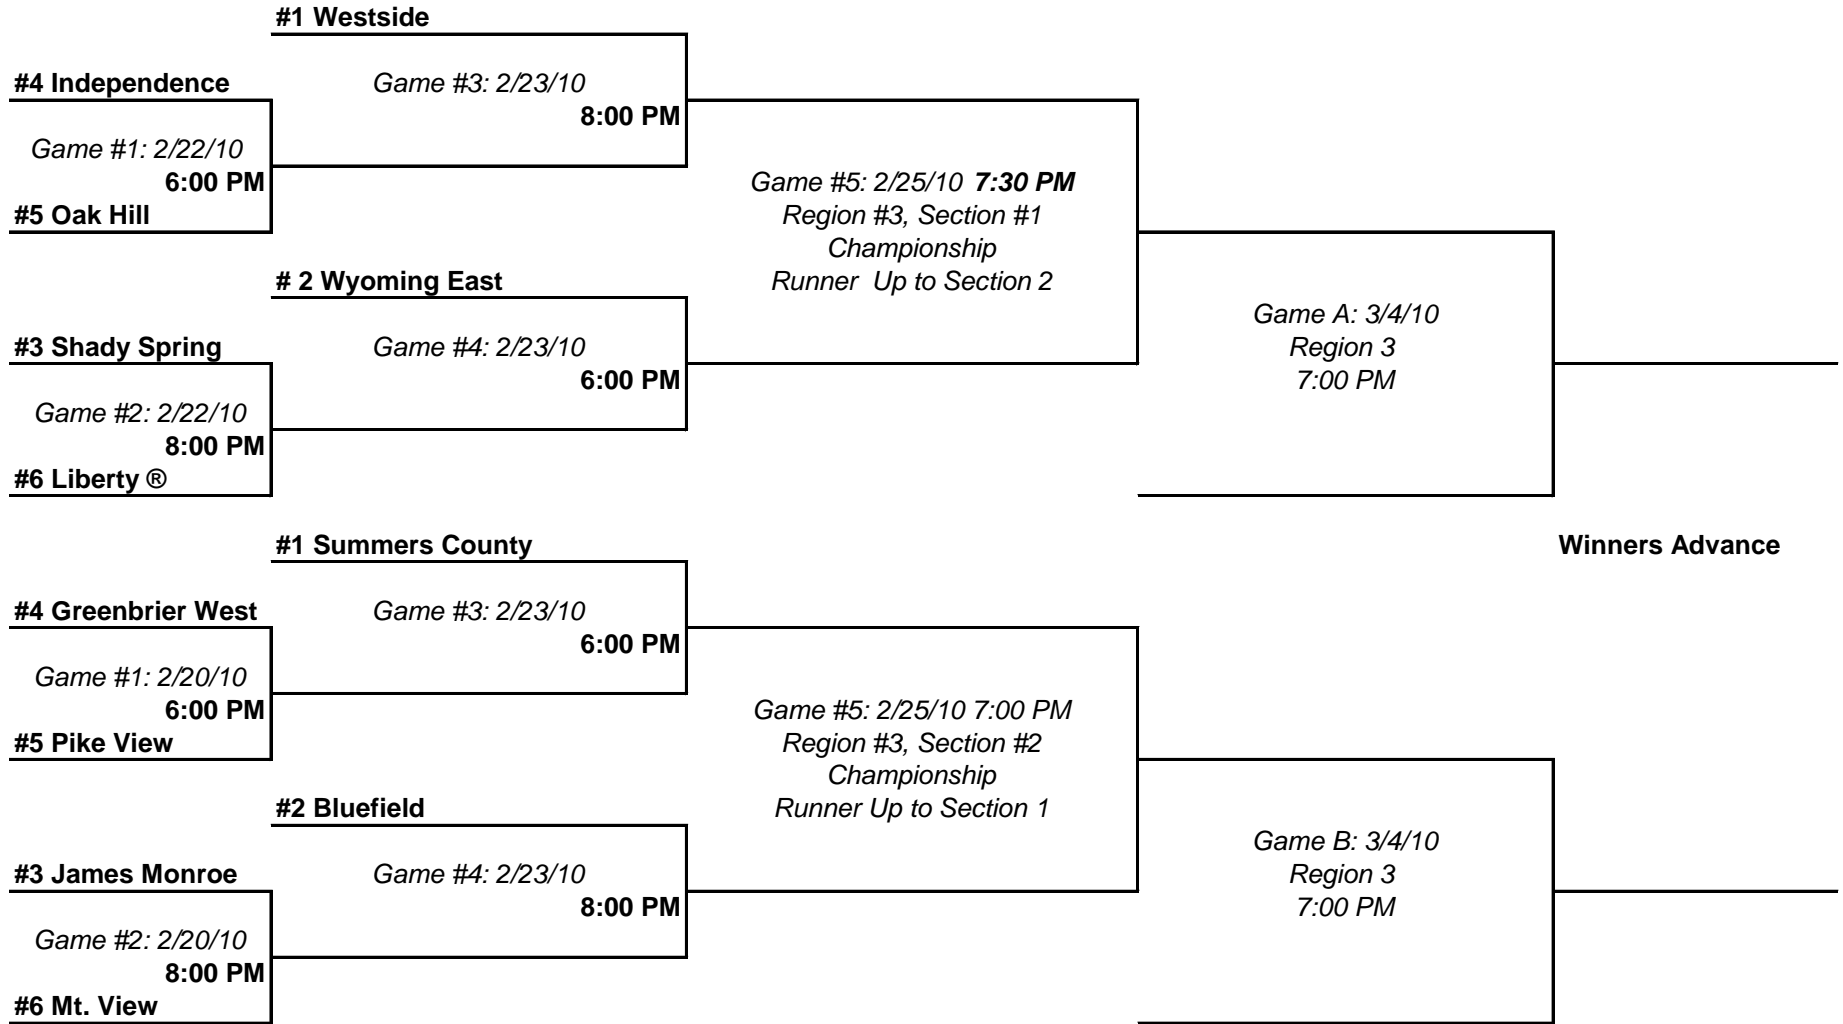 #1 Westside
#4 Independence
Game #3: 2/23/10
8:00 PM
Game #1: 2/22/10
6:00 PM
#5 Oak Hill
Game #5: 2/25/10 7:30 PM
Region #3, Section #1
Championship
Runner Up to Section 2
# 2 Wyoming East
#3 Shady Spring
Game #4: 2/23/10
6:00 PM
Game #2: 2/22/10
8:00 PM
#6 Liberty ®
Game A: 3/4/10
Region 3
7:00 PM
#1 Summers County
Winners Advance
#4 Greenbrier West
Game #3: 2/23/10
6:00 PM
Game #1: 2/20/10
6:00 PM
#5 Pike View
Game #5: 2/25/10 7:00 PM
Region #3, Section #2
Championship
Runner Up to Section 1
#2 Bluefield
#3 James Monroe
Game #4: 2/23/10
8:00 PM
Game #2: 2/20/10
8:00 PM
#6 Mt. View
Game B: 3/4/10
Region 3
7:00 PM